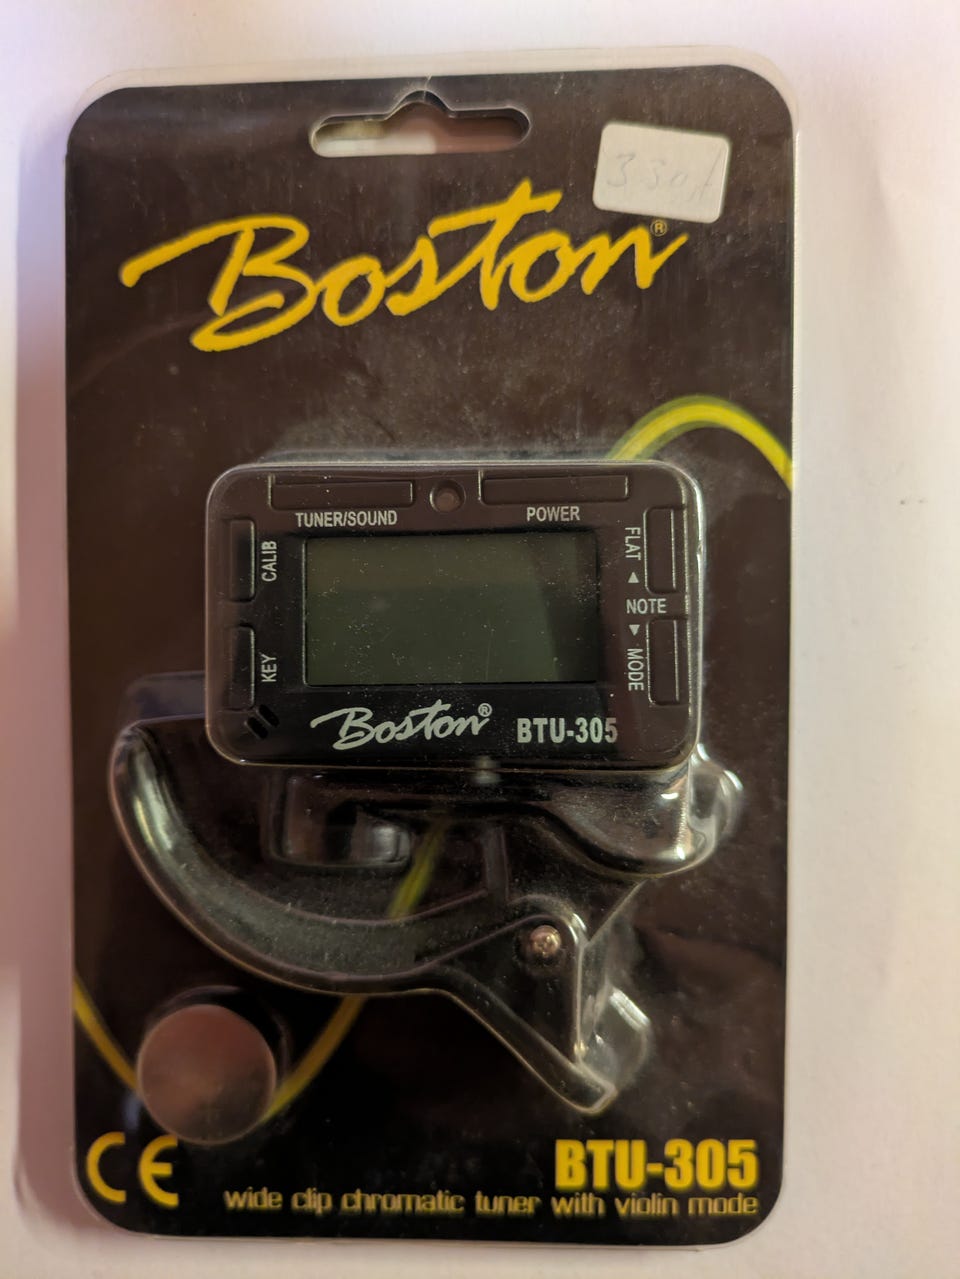 Boston®
TUNER/SOUND
POWER
CALIB
FLAT ▲
NOTE
▼ MODE
KEY
Boston®
BTU-305
CE
BTU-305
wide clip chromatic tuner with violin mode